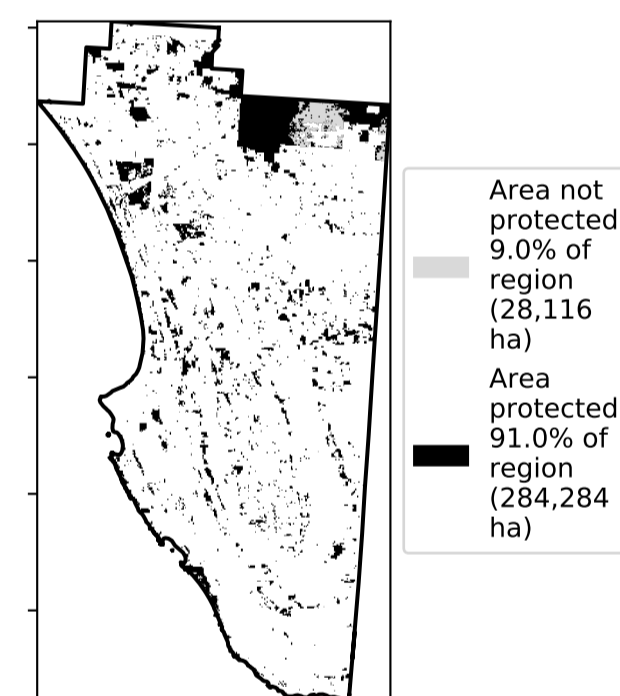 Area not
protected
9.0% of
region
(28,116
ha)
Area
protected
91.0% of
region
(284,284
ha)